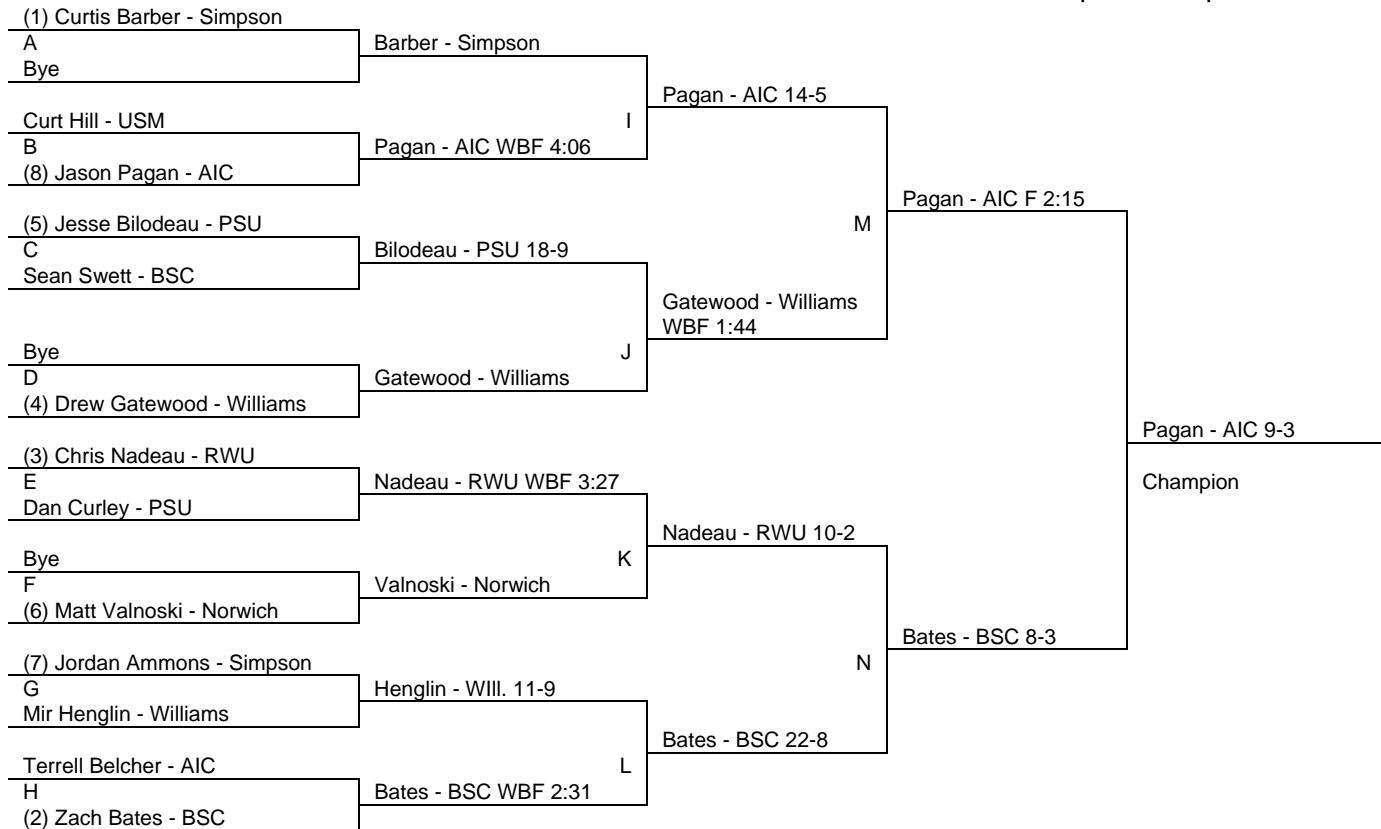 (1) Curtis Barber - Simpson
A
Bye
Barber - Simpson
Curt Hill - USM
B
(8) Jason Pagan - AIC
Pagan - AIC WBF 4:06
I
Pagan - AIC 14-5
(5) Jesse Bilodeau - PSU
C
Sean Swett - BSC
Bilodeau - PSU 18-9
Bye
D
(4) Drew Gatewood - Williams
Gatewood - Williams
J
Gatewood - Williams
WBF 1:44
M
Pagan - AIC F 2:15
(3) Chris Nadeau - RWU
E
Dan Curley - PSU
Nadeau - RWU WBF 3:27
Bye
F
(6) Matt Valnoski - Norwich
Valnoski - Norwich
K
Nadeau - RWU 10-2
(7) Jordan Ammons - Simpson
G
Mir Henglin - Williams
Henglin - WIll. 11-9
Terrell Belcher - AIC
H
(2) Zach Bates - BSC
Bates - BSC WBF 2:31
L
Bates - BSC 22-8
N
Bates - BSC 8-3
Pagan - AIC 9-3
Champion